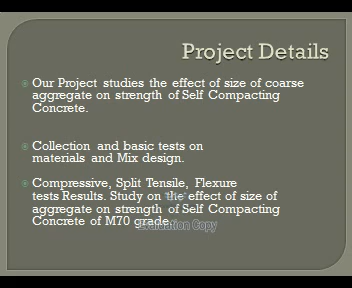 Project Details
Our Project studies the effect of size of coarse
aggregate on strength of Self Compacting
Concrete.
Collection and basic tests on
materials and Mix design.
Compressive, Split Tensile, Flexure
tests Results. Study on the effect of size of
aggregate on strength of Self Compacting
Concrete of M70 grade.
Evaluation Copy